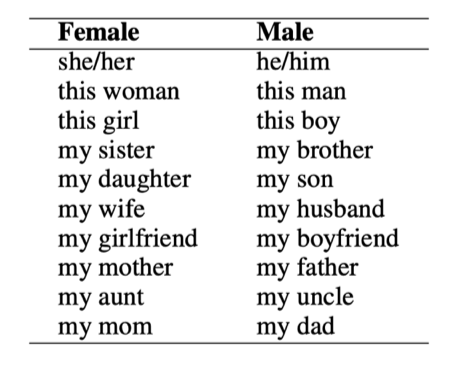 Female Male
she/her he/him
this woman this man
this girl this boy
my sister my brother
my daughter my son
my wife my husband
my girlfriend my boyfriend
my mother my father
my aunt my uncle
my mom my dad